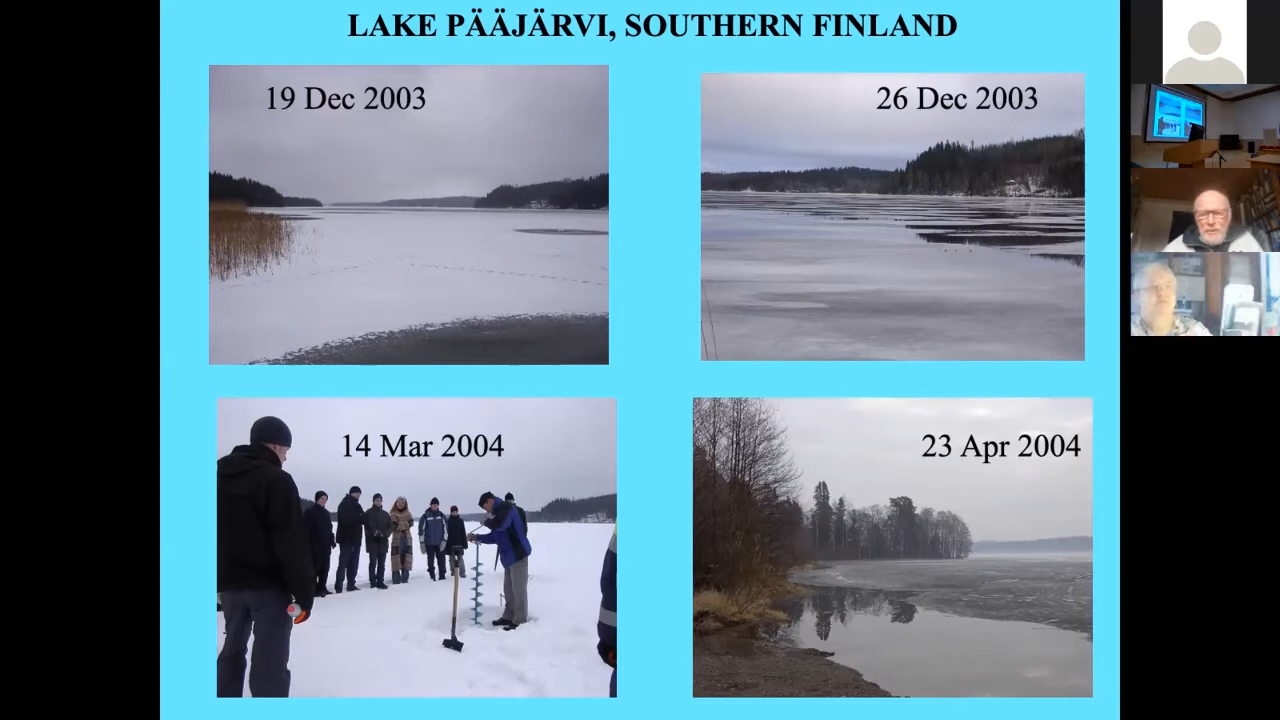 LAKE PÄÄJÄRVI, SOUTHERN FINLAND
19 Dec 2003
26 Dec 2003
14 Mar 2004
23 Apr 2004